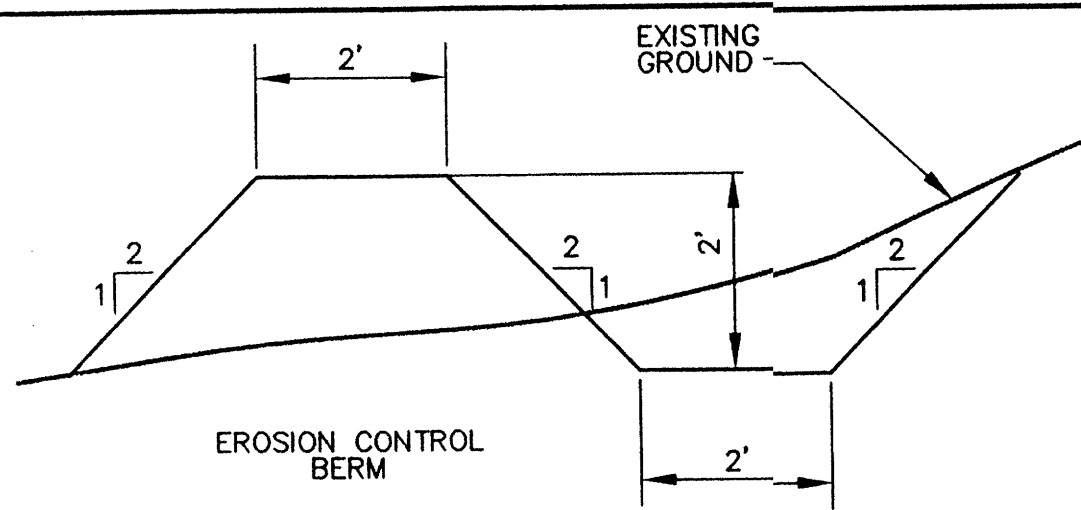 EXISTING
GROUND
2'
2
1
2
1
2'
2
1
EROSION CONTROL
BERM
2'